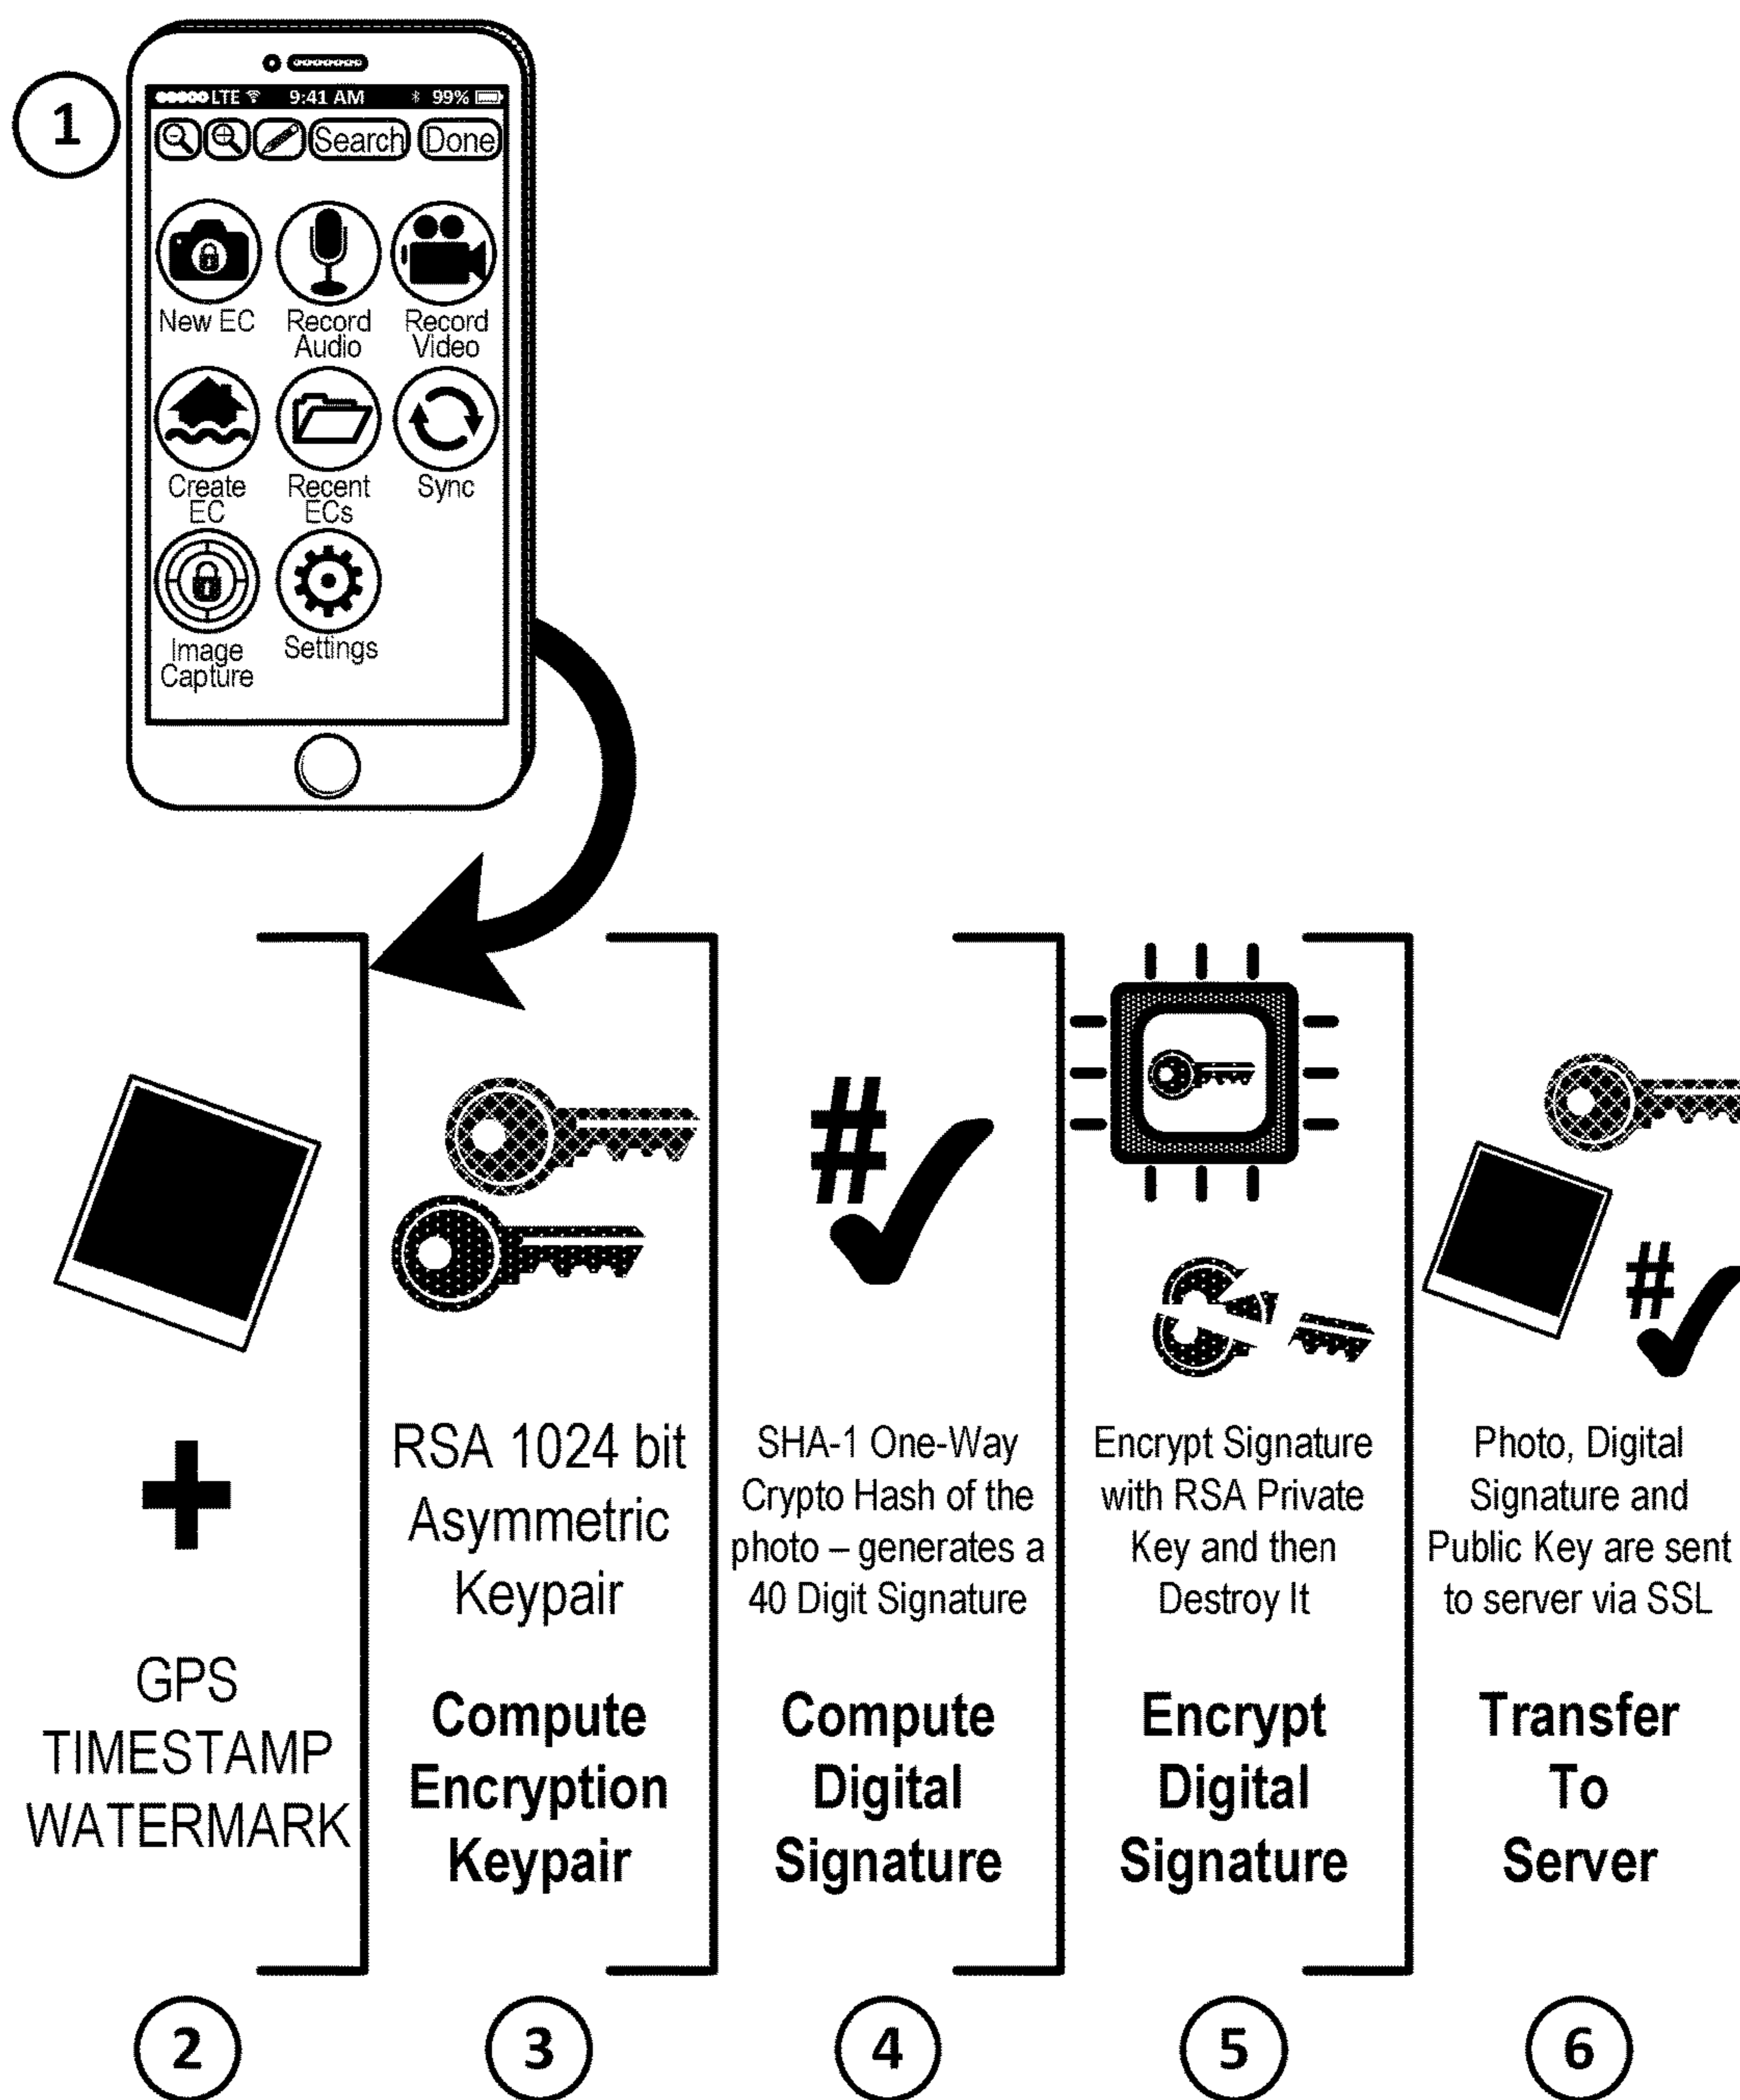 1
LTE 9:41 AM 99%
Search Done
New EC
Record
Audio
Record
Video
Create
EC
Recent
ECs
Sync
Image
Capture
Settings
#
#
+
GPS
TIMESTAMP
WATERMARK
2
RSA 1024 bit
Asymmetric
Keypair
Compute
Encryption
Keypair
3
SHA-1 One-Way
Crypto Hash of the
photo – generates a
40 Digit Signature
Compute
Digital
Signature
4
Encrypt Signature
with RSA Private
Key and then
Destroy It
Encrypt
Digital
Signature
5
Photo, Digital
Signature and
Public Key are sent
to server via SSL
Transfer
To
Server
6